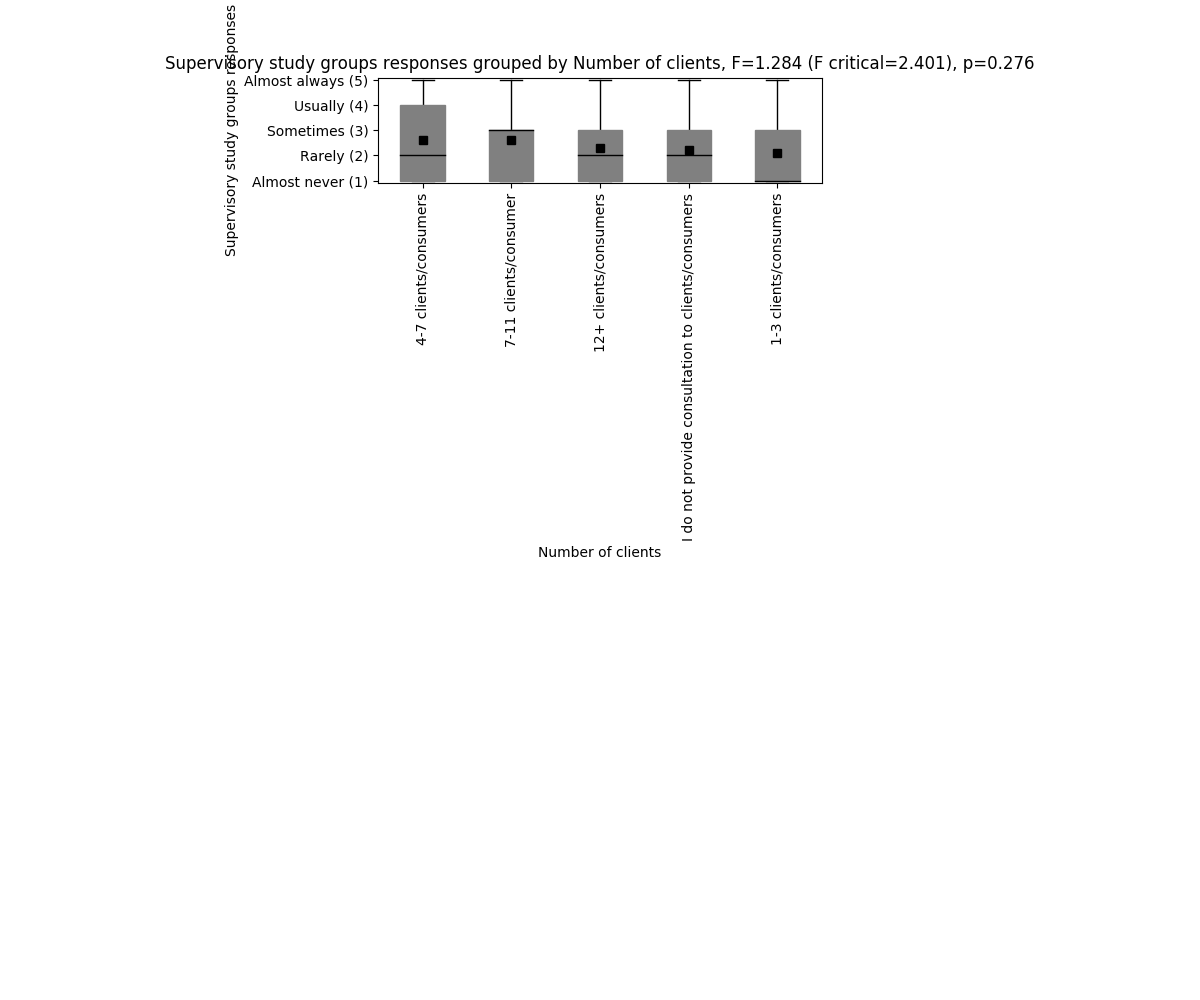 Supervisory study groups responses grouped by Number of clients, F=1.284 (F critical=2.401), p=0.276
Supervisory study groups responses
Almost always (5)
Usually (4)
Sometimes (3)
Rarely (2)
Almost never (1)
4-7 clients/consumers
7-11 clients/consumer
12+ clients/consumers
I do not provide consultation to clients/consumers
1-3 clients/consumers
Number of clients